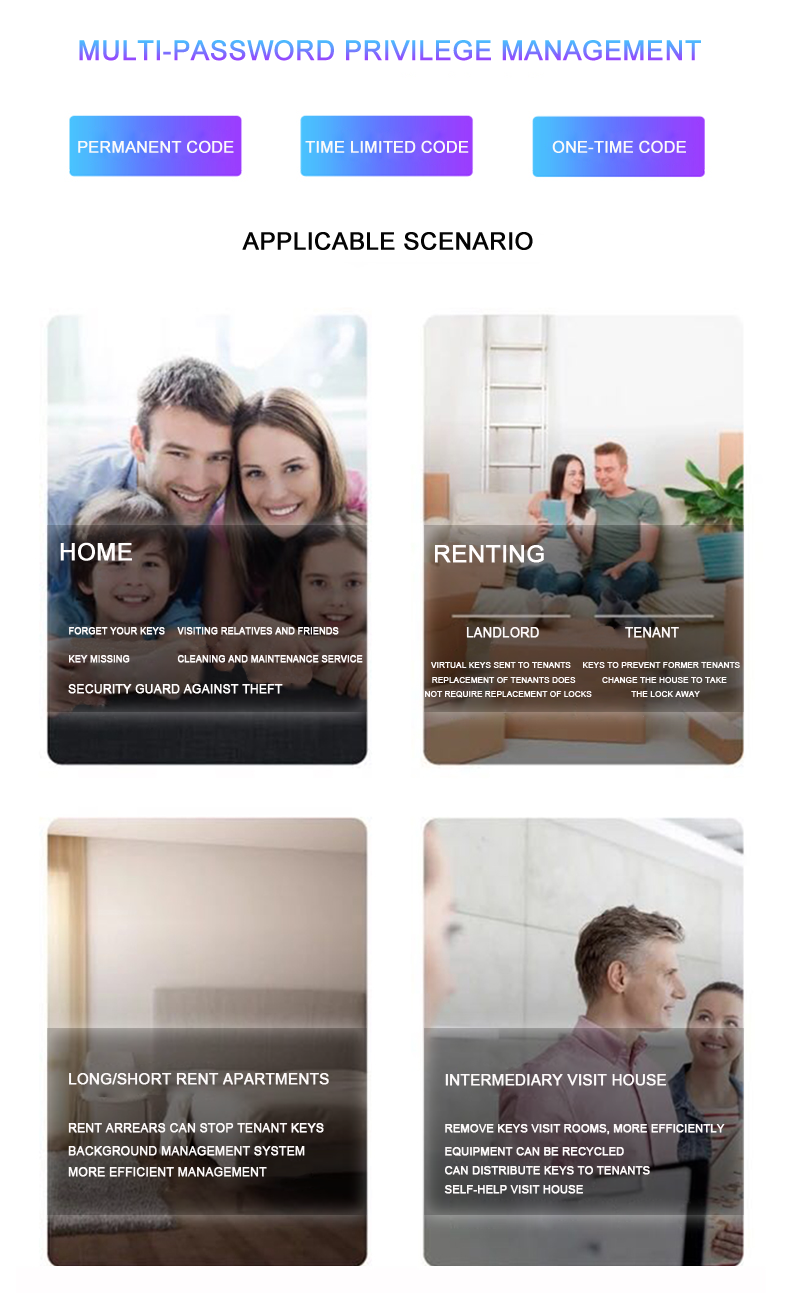 MULTI-PASSWORD PRIVILEGE MANAGEMENT
PERMANENT CODE
TIME LIMITED CODE
ONE-TIME CODE
APPLICABLE SCENARIO
HOME
FORGET YOUR KEYS
VISITING RELATIVES AND FRIENDS
KEY MISSING
CLEANING AND MAINTENANCE SERVICE
SECURITY GUARD AGAINST THEFT
RENTING
LANDLORD
VIRTUAL KEYS SENT TO TENANTS
REPLACEMENT OF TENANTS DOES
NOT REQUIRE REPLACEMENT OF LOCKS
TENANT
KEYS TO PREVENT FORMER TENANTS
CHANGE THE HOUSE TO TAKE
THE LOCK AWAY
LONG/SHORT RENT APARTMENTS
RENT ARREARS CAN STOP TENANT KEYS
BACKGROUND MANAGEMENT SYSTEM
MORE EFFICIENT MANAGEMENT
INTERMEDIARY VISIT HOUSE
REMOVE KEYS VISIT ROOMS, MORE EFFICIENTLY
EQUIPMENT CAN BE RECYCLED
CAN DISTRIBUTE KEYS TO TENANTS
SELF-HELP VISIT HOUSE